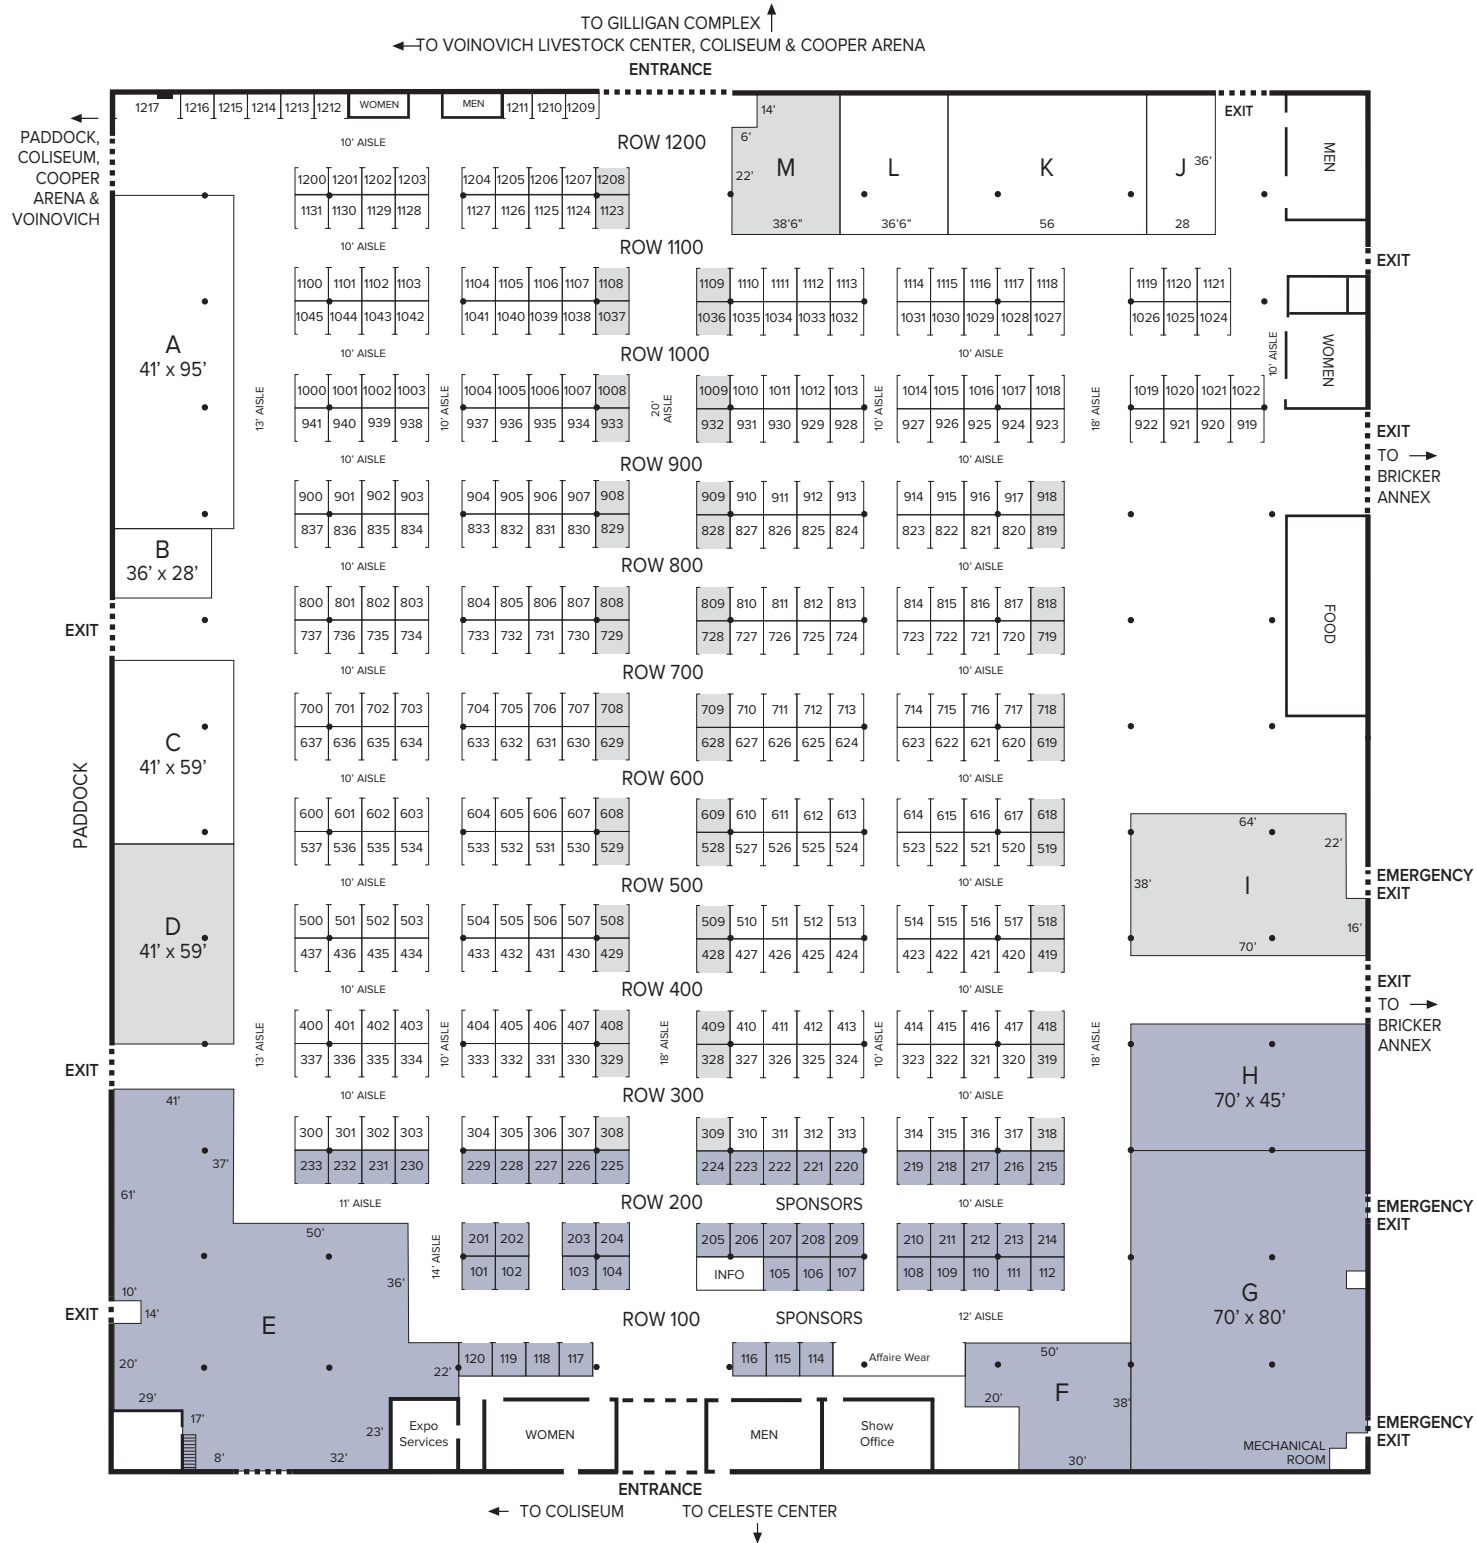 TO GILLIGAN COMPLEX
TO VOINOVICH LIVESTOCK CENTER, COLISEUM & COOPER ARENA
ENTRANCE
1217 1216 1215 1214 1213 1212 WOMEN MEN 1211 1210 1209
EXIT
14'
6'
22'
M
38'6"
L
36'6"
K
56
J 36'
28
MEN
PADDOCK,
COLISEUM,
COOPER
ARENA &
VOINOVICH
10' AISLE
ROW 1200
1200 1201 1202 1203 1204 1205 1206 1207 1208
1131 1130 1129 1128 1127 1126 1125 1124 1123
10' AISLE
ROW 1100
EXIT
1100 1101 1102 1103 1104 1105 1106 1107 1108 1109 1110 1111 1112 1113 1114 1115 1116 1117 1118 1119 1120 1121
1045 1044 1043 1042 1041 1040 1039 1038 1037 1036 1035 1034 1033 1032 1031 1030 1029 1028 1027 1026 1025 1024
A
41' x 95'
10' AISLE
ROW 1000
10' AISLE
10' AISLE
WOMEN
1000 1001 1002 1003 1004 1005 1006 1007 1008 1009 1010 1011 1012 1013 1014 1015 1016 1017 1018 1019 1020 1021 1022
13' AISLE
10' AISLE
20'
AISLE
10' AISLE
18' AISLE
941 940 939 938 937 936 935 934 933 932 931 930 929 928 927 926 925 924 923 922 921 920 919
EXIT
TO
BRICKER
ANNEX
10' AISLE
ROW 900
10' AISLE
900 901 902 903 904 905 906 907 908 909 910 911 912 913 914 915 916 917 918
837 836 835 834 833 832 831 830 829 828 827 826 825 824 823 822 821 820 819
B
36' x 28'
10' AISLE
ROW 800
10' AISLE
800 801 802 803 804 805 806 807 808 809 810 811 812 813 814 815 816 817 818
737 736 735 734 733 732 731 730 729 728 727 726 725 724 723 722 721 720 719
EXIT
FOOD
10' AISLE
ROW 700
10' AISLE
700 701 702 703 704 705 706 707 708 709 710 711 712 713 714 715 716 717 718
637 636 635 634 633 632 631 630 629 628 627 626 625 624 623 622 621 620 619
C
41' x 59'
PADDOCK
10' AISLE
ROW 600
10' AISLE
600 601 602 603 604 605 606 607 608 609 610 611 612 613 614 615 616 617 618
537 536 535 534 533 532 531 530 529 528 527 526 525 524 523 522 521 520 519
64'
22'
38'
I
16'
70'
EMERGENCY
EXIT
10' AISLE
ROW 500
10' AISLE
500 501 502 503 504 505 506 507 508 509 510 511 512 513 514 515 516 517 518
437 436 435 434 433 432 431 430 429 428 427 426 425 424 423 422 421 420 419
D
41' x 59'
EXIT
TO
BRICKER
ANNEX
10' AISLE
ROW 400
10' AISLE
400 401 402 403 404 405 406 407 408 409 410 411 412 413 414 415 416 417 418
13' AISLE
10' AISLE
18' AISLE
10' AISLE
18' AISLE
337 336 335 334 333 332 331 330 329 328 327 326 325 324 323 322 321 320 319
EXIT
H
70' x 45'
10' AISLE
ROW 300
10' AISLE
300 301 302 303 304 305 306 307 308 309 310 311 312 313 314 315 316 317 318
233 232 231 230 229 228 227 226 225 224 223 222 221 220 219 218 217 216 215
41'
37'
61'
11' AISLE
ROW 200
SPONSORS
10' AISLE
EMERGENCY
EXIT
50'
14' AISLE
201 202 203 204 205 206 207 208 209 210 211 212 213 214
101 102 103 104 INFO 105 106 107 108 109 110 111 112
36'
10'
14'
EXIT
E
ROW 100
SPONSORS
12' AISLE
G
70' x 80'
20'
29'
22'
120 119 118 117 116 115 114 Affaire Wear
50'
20'
F
38'
30'
17'
8'
23'
32'
Expo
Services
WOMEN
MEN
Show
Office
MECHANICAL
ROOM
EMERGENCY
EXIT
ENTRANCE
TO COLISEUM
TO CELESTE CENTER